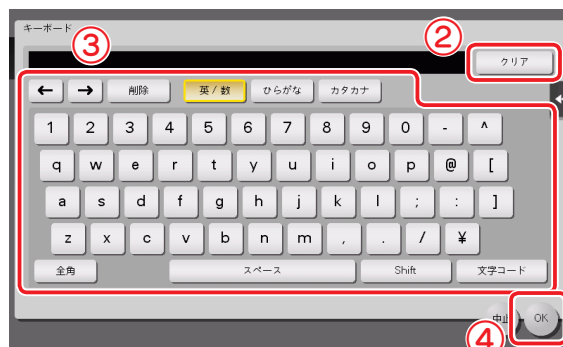 キーボード
③ ② クリア
← → 削除 英/数 ひらがな カタカナ
1 2 3 4 5 6 7 8 9 0 - ^
q w e r t y u i o p @ [
a s d f g h j k l ; : ]
z x c v b n m , . / ¥
全角 スペース Shift 文字コード
④ 中止 OK